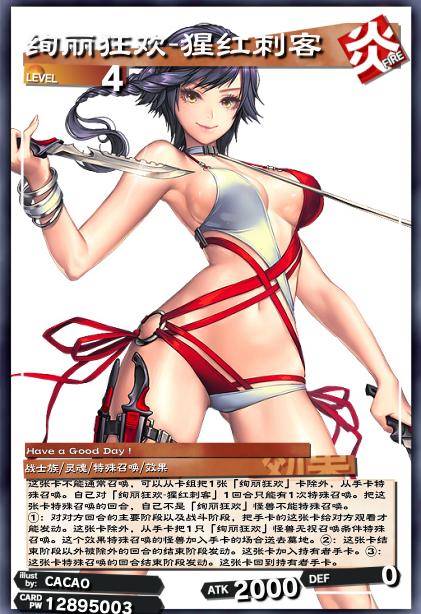 绚丽狂欢-猩红刺客
炎
FIRE
LEVEL 4
Have a Good Day !
战士族/灵魂/特殊召唤/效果
这张卡不能通常召唤，可以从卡组把1张「绚丽狂欢」卡除外，从手卡特
殊召唤。自己对「绚丽狂欢-猩红刺客」1回合只能有1次特殊召唤。把这
张卡特殊召唤的回合，自己不是「绚丽狂欢」怪兽不能特殊召唤。
①：对对方回合的主要阶段以及战斗阶段，把手卡的这张卡给对方观看才
能发动。这张卡除外，从手卡把1只「绚丽狂欢」怪兽无视召唤条件特殊
召唤。这个效果特殊召唤的怪兽加入手卡的场合送去墓地。②：这张卡结
束阶段以外被除外的回合的结束阶段发动。这张卡加入持有者手卡。③：
这张卡特殊召唤的回合结束阶段发动。这张卡回到持有者手卡。
illust by: CACAO
CARD PW 12895003
ATK 2000
DEF 0